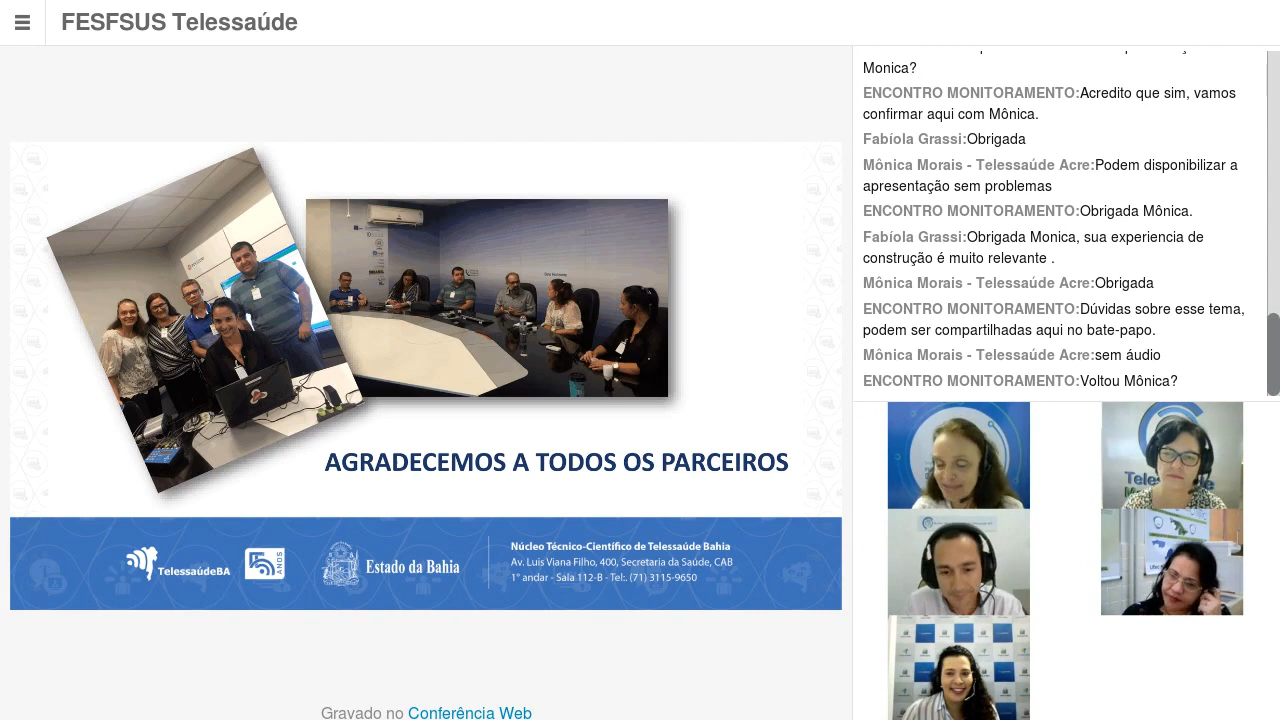 FESFSUS Telessaúde
Monica?
ENCONTRO MONITORAMENTO:Acredito que sim, vamos
confirmar aqui com Mônica.
Fabíola Grassi:Obrigada
Mônica Morais - Telessaúde Acre:Podem disponibilizar a
apresentação sem problemas
ENCONTRO MONITORAMENTO:Obrigada Mônica.
Fabíola Grassi:Obrigada Monica, sua experiencia de
construção é muito relevante .
Mônica Morais - Telessaúde Acre:Obrigada
ENCONTRO MONITORAMENTO:Dúvidas sobre esse tema,
podem ser compartilhadas aqui no bate-papo.
Mônica Morais - Telessaúde Acre:sem áudio
ENCONTRO MONITORAMENTO:Voltou Mônica?
AGRADECEMOS A TODOS OS PARCEIROS
TelessaúdeBA
ANOS
Estado da Bahia
Núcleo Técnico-Científico de Telessaúde Bahia
Av. Luis Viana Filho, 400, Secretaria da Saúde, CAB
1° andar - Sala 112-B - Tel:. (71) 3115-9650
Gravado no Conferência Web